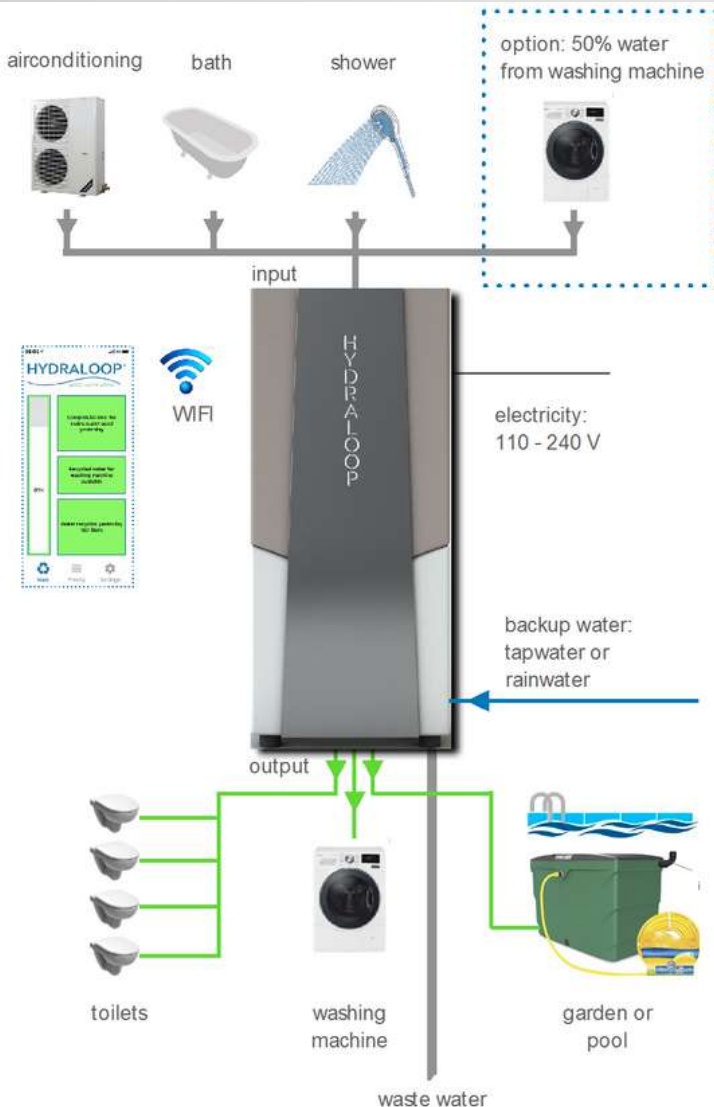 airconditioning
bath
shower
option: 50% water
from washing machine
input
HYDRALOOP
HYDRALOOP
WIFI
electricity:
110 - 240 V
backup water:
tapwater or
rainwater
output
toilets
washing
machine
garden or
pool
waste water